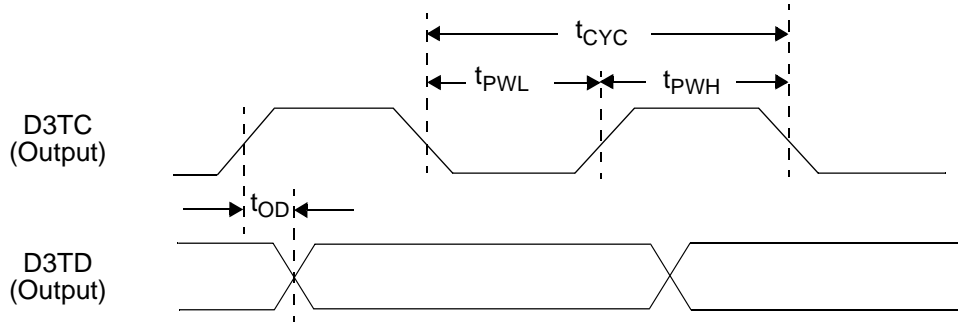 tCYC
tPWL
tPWH
D3TC
(Output)
tOD
D3TD
(Output)